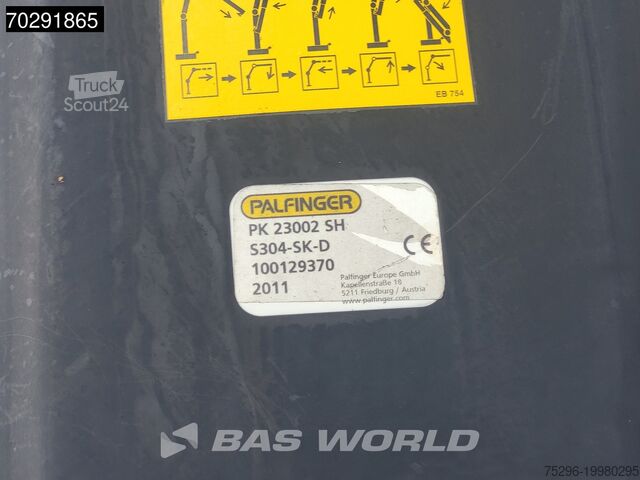 70291865
Truck
Scout24
EB 754
PALFINGER
PK 23002 SH
S304-SK-D
100129370
2011
CE
Palfinger Europe GmbH
Kapellenstraße 18
5211 Friedburg / Austria
www.palfinger.com
BAS WORLD
75296-19980295